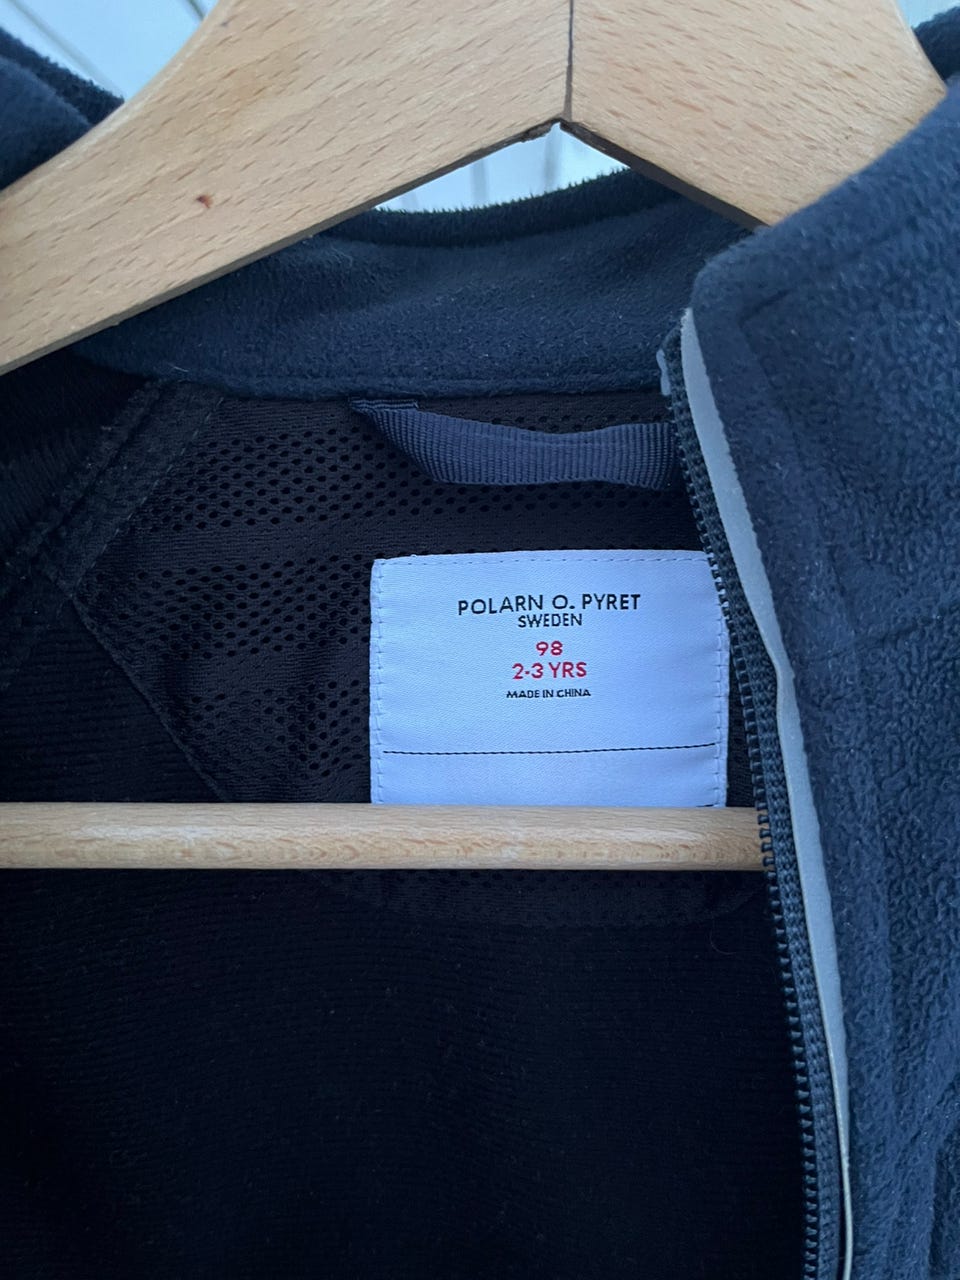 POLARN O. PYRET
SWEDEN
98
2-3 YRS
MADE IN CHINA